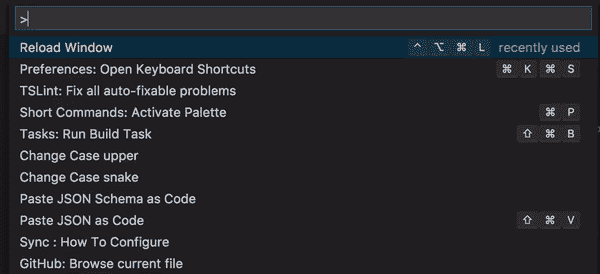 >
Reload Window ⌃ ⌥ ⌘ L recently used
Preferences: Open Keyboard Shortcuts ⌘ K ⌘ S
TSLint: Fix all auto-fixable problems
Short Commands: Activate Palette ⌘ P
Tasks: Run Build Task ⇧ ⌘ B
Change Case upper
Change Case snake
Paste JSON Schema as Code
Paste JSON as Code ⇧ ⌘ V
Sync : How To Configure
GitHub: Browse current file